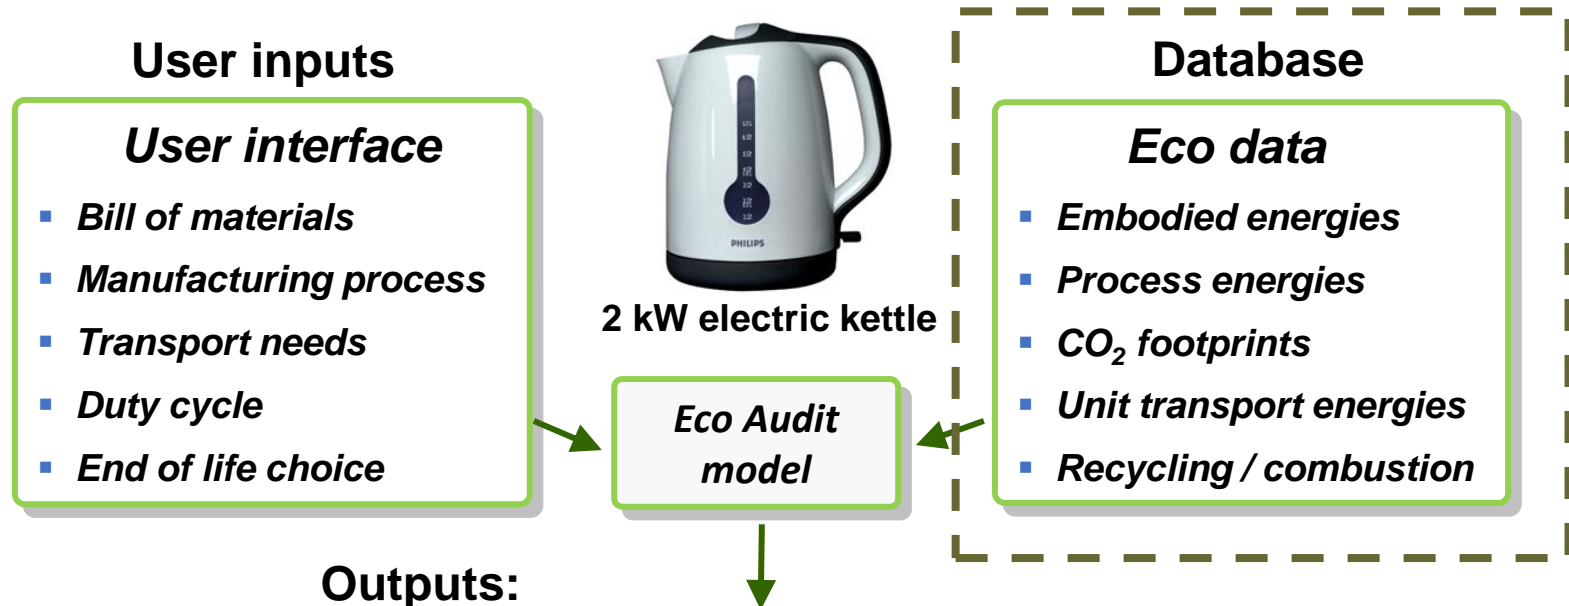 User inputs
User interface
Bill of materials
Manufacturing process
Transport needs
Duty cycle
End of life choice
PHILIPS
2 kW electric kettle
Eco Audit
model
Database
Eco data
Embodied energies
Process energies
CO₂ footprints
Unit transport energies
Recycling / combustion
Outputs: